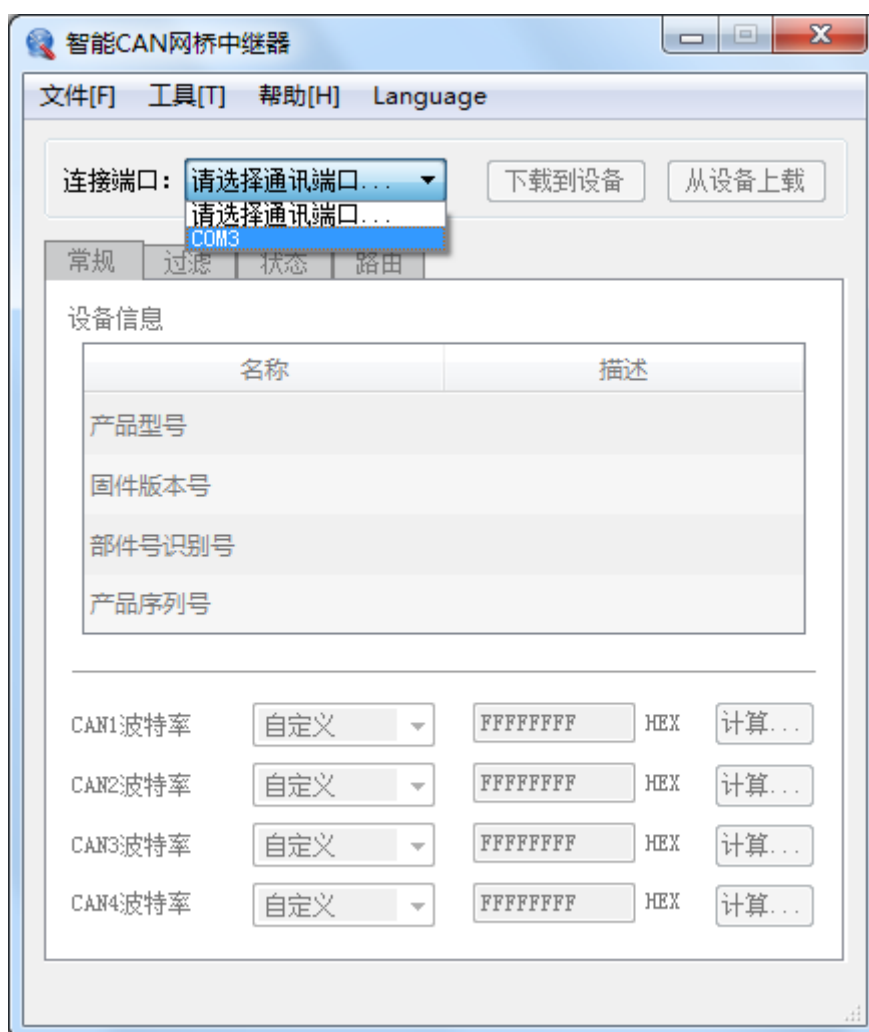 智能CAN网桥中继器
文件[F] 工具[T] 帮助[H] Language
连接端口: 请选择通讯端口... 下载到设备 从设备上载
请选择通讯端口...
COM3
常规 过滤 状态 路由
设备信息
名称 描述
产品型号
固件版本号
部件号识别号
产品序列号
CAN1波特率 自定义 FFFFFFFF HEX 计算...
CAN2波特率 自定义 FFFFFFFF HEX 计算...
CAN3波特率 自定义 FFFFFFFF HEX 计算...
CAN4波特率 自定义 FFFFFFFF HEX 计算...